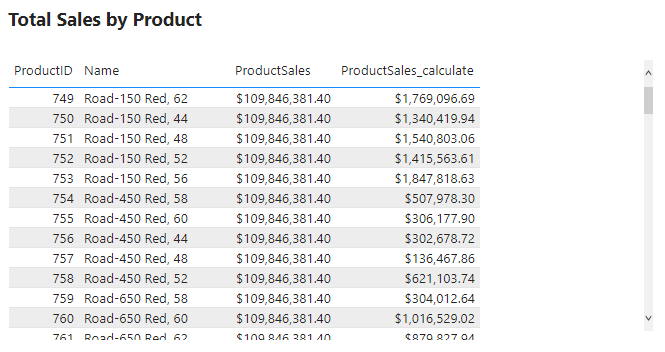 Total Sales by Product
ProductID Name ProductSales ProductSales_calculate
749 Road-150 Red, 62 $109,846,381.40 $1,769,096.69
750 Road-150 Red, 44 $109,846,381.40 $1,340,419.94
751 Road-150 Red, 48 $109,846,381.40 $1,540,803.06
752 Road-150 Red, 52 $109,846,381.40 $1,415,563.61
753 Road-150 Red, 56 $109,846,381.40 $1,847,818.63
754 Road-450 Red, 58 $109,846,381.40 $507,978.30
755 Road-450 Red, 60 $109,846,381.40 $306,177.90
756 Road-450 Red, 44 $109,846,381.40 $302,678.72
757 Road-450 Red, 48 $109,846,381.40 $136,467.86
758 Road-450 Red, 52 $109,846,381.40 $621,103.74
759 Road-650 Red, 58 $109,846,381.40 $304,012.64
760 Road-650 Red, 60 $109,846,381.40 $1,016,529.02
761 Road-650 Red, 62 $109,846,381.40 $879,827.94